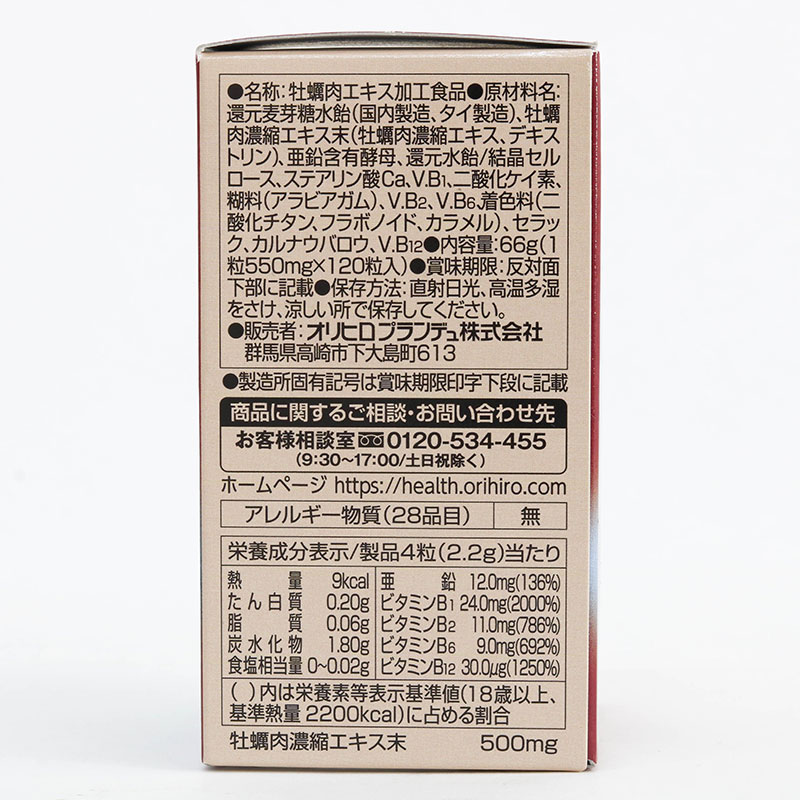 ●名称:牡蠣肉エキス加工食品●原材料名:
還元麦芽糖水飴(国内製造、タイ製造)、牡蠣
肉濃縮エキス末(牡蠣肉濃縮エキス、デキス
トリン)、亜鉛含有酵母、還元水飴/結晶セル
ロース、ステアリン酸Ca、V.B1、二酸化ケイ素、
糊料(アラビアガム)、V.B2、V.B6、着色料(二
酸化チタン、フラボノイド、カラメル)、セラッ
ク、カルナウバロウ、V.B12●内容量:66g(1
粒550mg×120粒入)●賞味期限:反対面
下部に記載●保存方法:直射日光、高温多湿
をさけ、涼しい所で保存してください。
●販売者:オリヒロプランデュ株式会社
群馬県高崎市下大島町613
●製造所固有記号は賞味期限印字下段に記載
商品に関するご相談・お問い合わせ先
お客様相談室 0120-534-455
(9:30〜17:00/土日祝除く)
ホームページ https://health.orihiro.com
アレルギー物質(28品目) 無
栄養成分表示/製品4粒(2.2g)当たり
熱量 9kcal 亜鉛 12.0mg(136%)
たん白質 0.20g ビタミンB1 24.0mg(2000%)
脂質 0.06g ビタミンB2 11.0mg(786%)
炭水化物 1.80g ビタミンB6 9.0mg(692%)
食塩相当量 0〜0.02g ビタミンB12 30.0μg(1250%)
( )内は栄養素等表示基準値(18歳以上、
基準熱量2200kcal)に占める割合
牡蠣肉濃縮エキス末 500mg